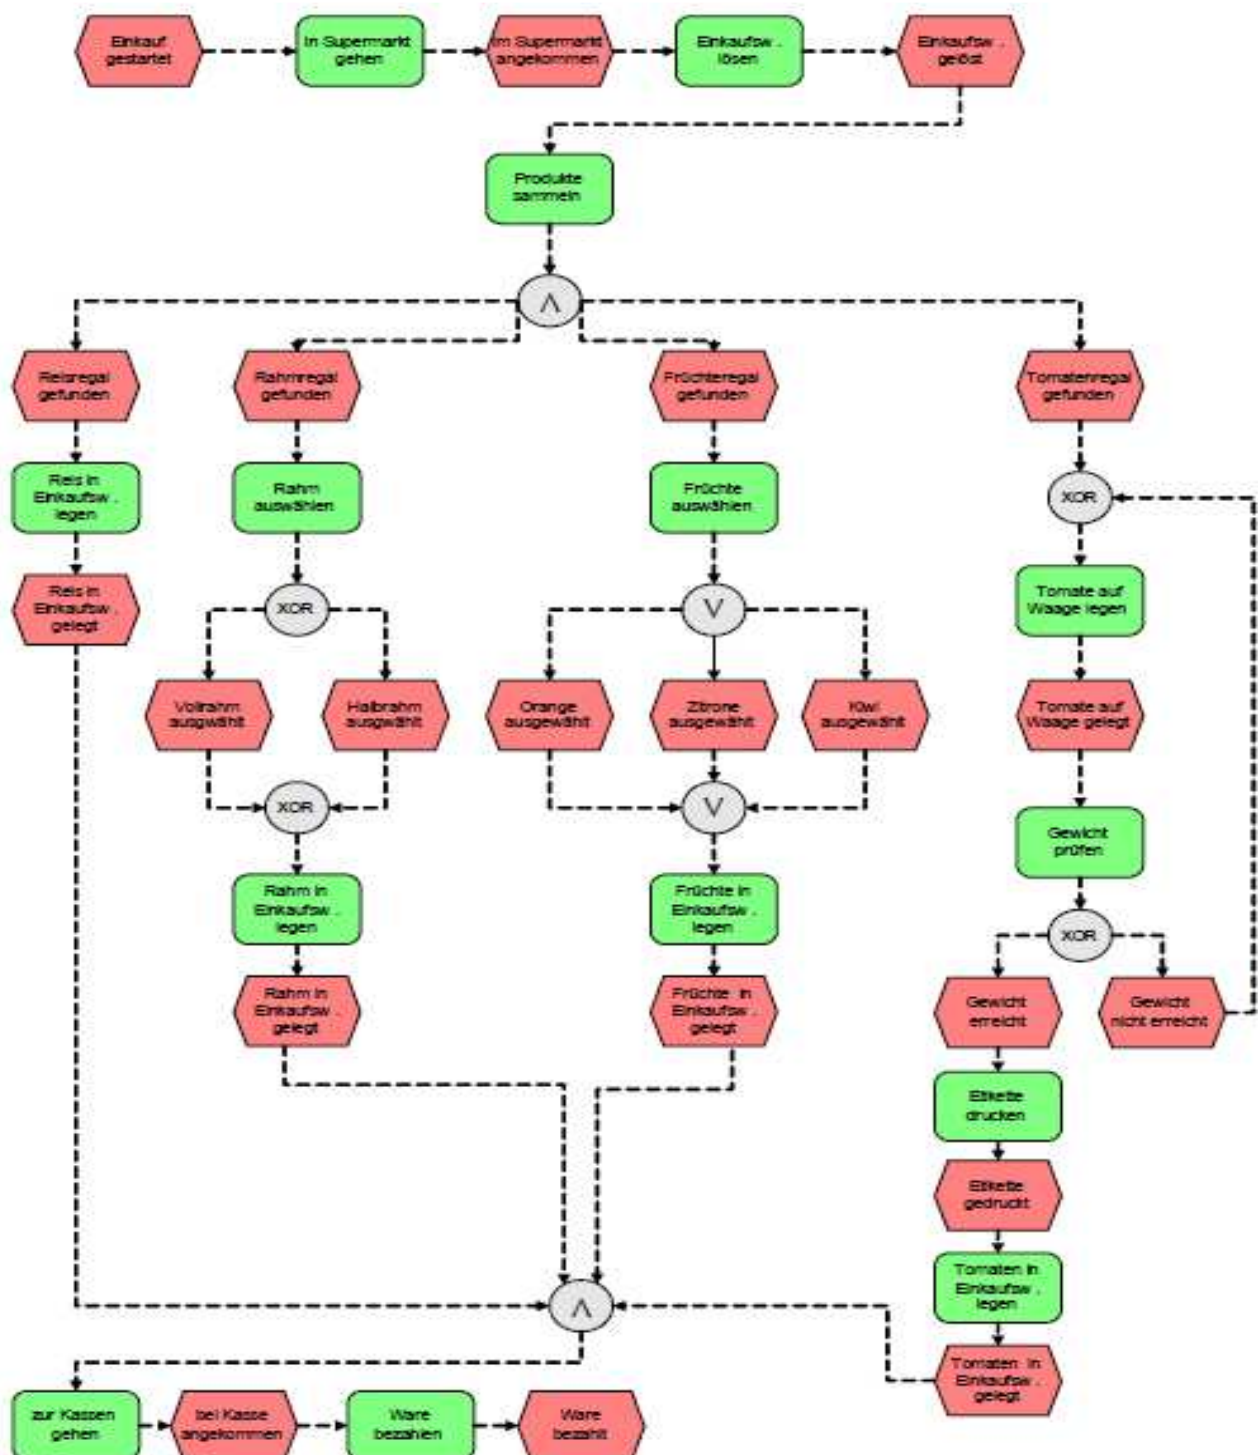 Einkauf
gestartet
In Supermarkt
gehen
Im Supermarkt
angekommen
Einkaufsw.
lösen
Einkaufsw.
gelöst
Produkte
sammeln
Λ
Reisregal
gefunden
Rahmregal
gefunden
Früchteregal
gefunden
Tomatenregal
gefunden
Reis in
Einkaufsw.
legen
Rahm
auswählen
Früchte
auswählen
XOR
Reis in
Einkaufsw.
gelegt
XOR
V
Tomate auf
Waage legen
Vollrahm
ausgwählt
Halbrahm
ausgwählt
Orange
ausgewählt
Zitrone
ausgewählt
Kiwi
ausgewählt
Tomate auf
Waage gelegt
XOR
V
Gewicht
prüfen
Rahm in
Einkaufsw.
legen
Früchte in
Einkaufsw.
legen
XOR
Rahm in
Einkaufsw.
gelegt
Früchte in
Einkaufsw.
gelegt
Gewicht
erreicht
Gewicht
nicht erreicht
Etikette
drucken
Etikette
gedruckt
Tomaten in
Einkaufsw.
legen
Λ
Tomaten in
Einkaufsw.
gelegt
zur Kassen
gehen
bei Kasse
angekommen
Ware
bezahlen
Ware
bezahlt